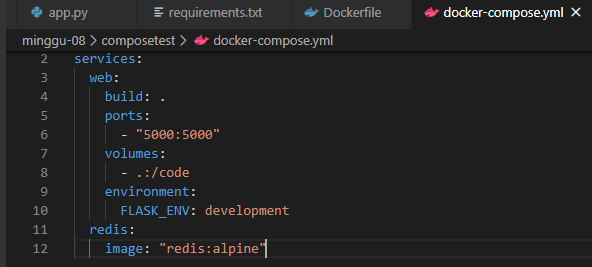 app.py requirements.txt Dockerfile docker-compose.yml ×
minggu-08 > composetest > docker-compose.yml
2 services:
3   web:
4     build: .
5     ports:
6       - "5000:5000"
7     volumes:
8       - .:/code
9     environment:
10       FLASK_ENV: development
11   redis:
12     image: "redis:alpine"